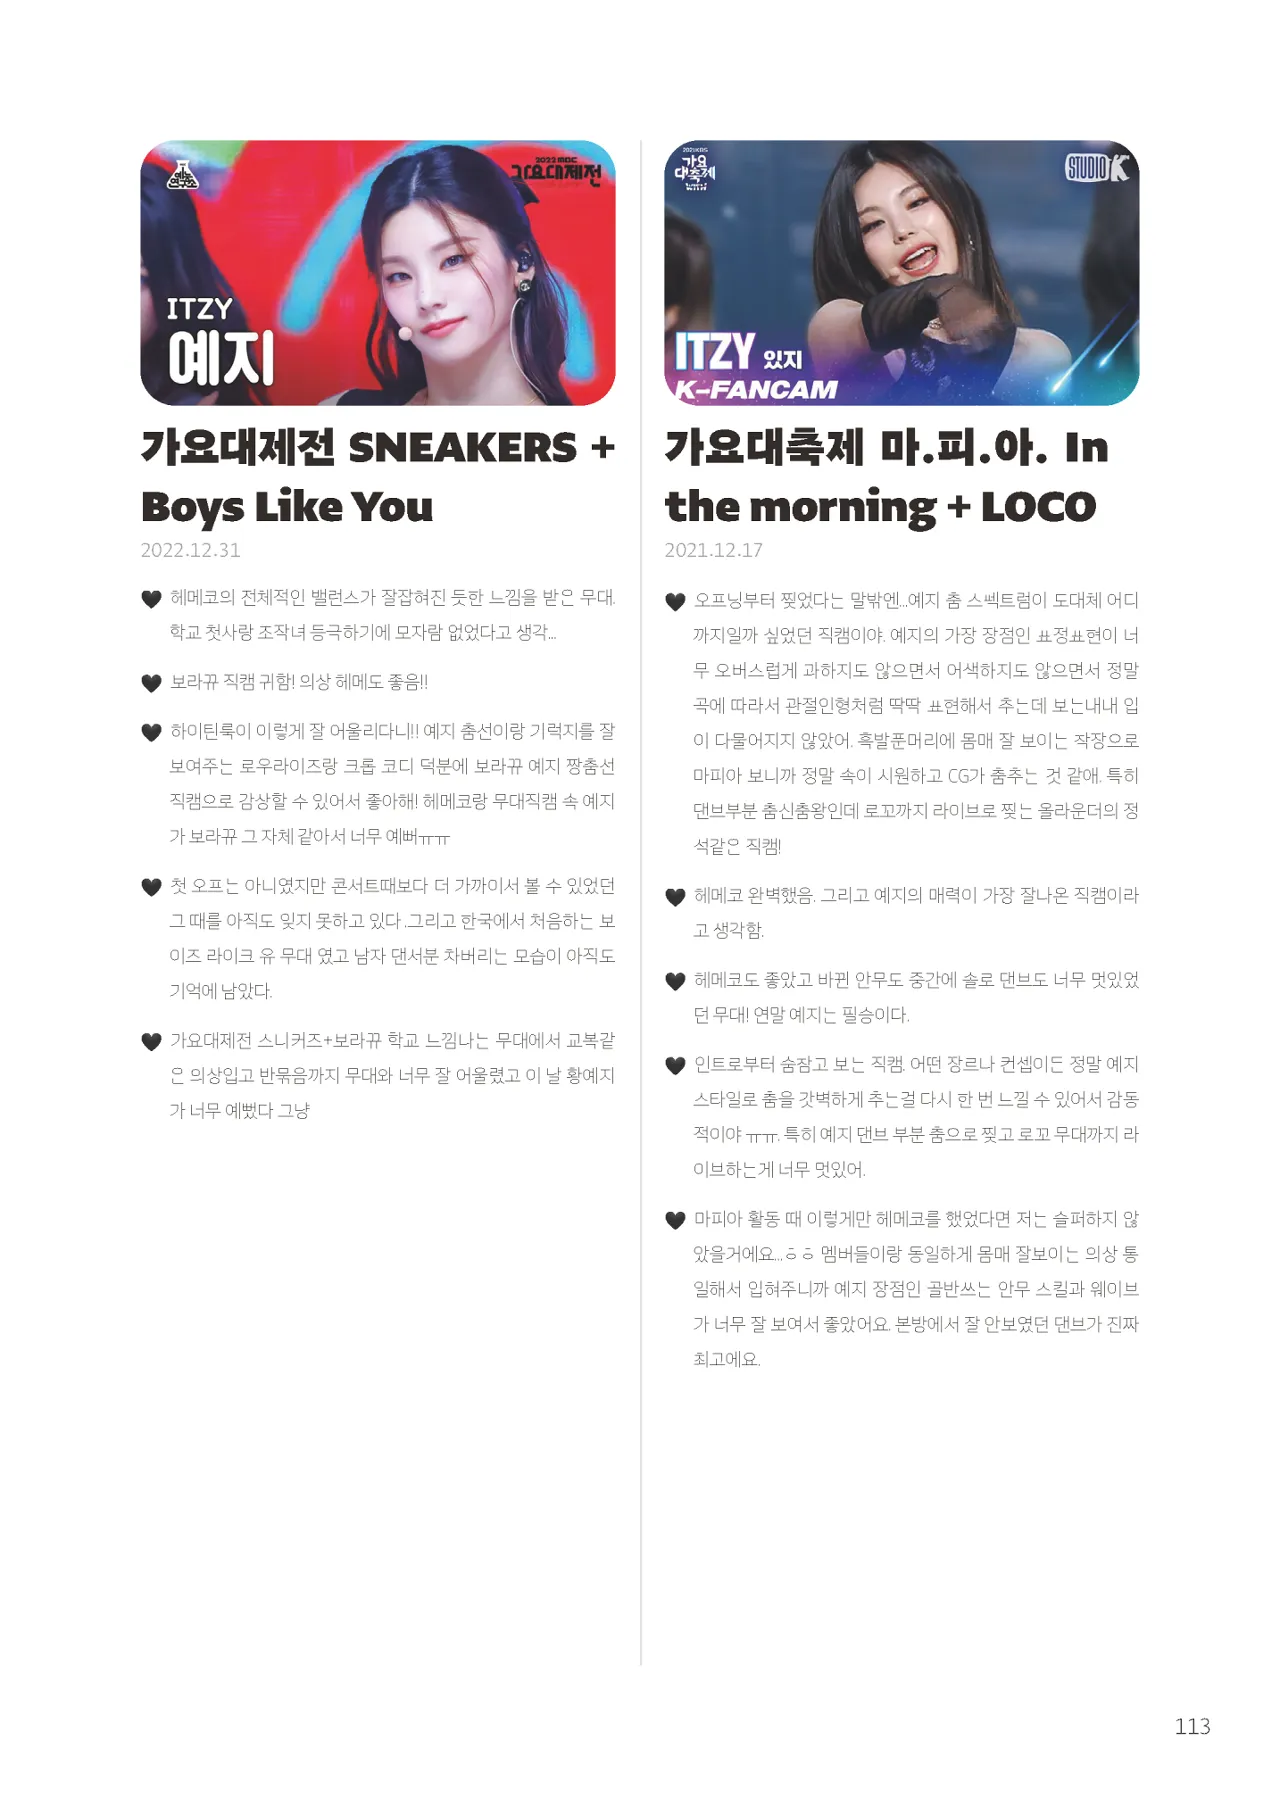 예능연구소
2022 MBC
가요대제전
ITZY
예지
가요대제전 SNEAKERS +
Boys Like You
2022.12.31
헤메코의 전체적인 밸런스가 잘잡혀진 듯한 느낌을 받은 무대.
학교 첫사랑 조작녀 등극하기에 모자람 없었다고 생각...
보라뀨 직캠 귀함! 의상 헤메도 좋음!!
하이틴룩이 이렇게 잘 어울리다니!! 예지 춤선이랑 기럭지를 잘
보여주는 로우라이즈랑 크롭 코디 덕분에 보라뀨 예지 짱춤선
직캠으로 감상할 수 있어서 좋아해! 헤메코랑 무대직캠 속 예지
가 보라뀨 그 자체 같아서 너무 예뻐ㅠㅠ
첫 오프는 아니였지만 콘서트때보다 더 가까이서 볼 수 있었던
그 때를 아직도 잊지 못하고 있다 .그리고 한국에서 처음하는 보
이즈 라이크 유 무대 였고 남자 댄서분 차버리는 모습이 아직도
기억에 남았다.
가요대제전 스니커즈+보라뀨 학교 느낌나는 무대에서 교복같
은 의상입고 반묶음까지 무대와 너무 잘 어울렸고 이 날 황예지
가 너무 예뻤다 그냥
2021 KBS
가요
대축제
STUDIO K
ITZY 있지
K-FANCAM
가요대축제 마.피.아. In
the morning + LOCO
2021.12.17
오프닝부터 찢었다는 말밖엔...예지 춤 스펙트럼이 도대체 어디
까지일까 싶었던 직캠이야. 예지의 가장 장점인 표정표현이 너
무 오버스럽게 과하지도 않으면서 어색하지도 않으면서 정말
곡에 따라서 관절인형처럼 딱딱 표현해서 추는데 보는내내 입
이 다물어지지 않았어. 흑발푼머리에 몸매 잘 보이는 착장으로
마피아 보니까 정말 속이 시원하고 CG가 춤추는 것 같애. 특히
댄브부분 춤신춤왕인데 로꼬까지 라이브로 찢는 올라운더의 정
석같은 직캠!
헤메코 완벽했음. 그리고 예지의 매력이 가장 잘나온 직캠이라
고 생각함.
헤메코도 좋았고 바뀐 안무도 중간에 솔로 댄브도 너무 멋있었
던 무대! 연말 예지는 필승이다.
인트로부터 숨참고 보는 직캠. 어떤 장르나 컨셉이든 정말 예지
스타일로 춤을 갓벽하게 추는걸 다시 한 번 느낄 수 있어서 감동
적이야 ㅠㅠ. 특히 예지 댄브 부분 춤으로 찢고 로꼬 무대까지 라
이브하는게 너무 멋있어.
마피아 활동 때 이렇게만 헤메코를 했었다면 저는 슬퍼하지 않
았을거에요...ㅎㅎ 멤버들이랑 동일하게 몸매 잘보이는 의상 통
일해서 입혀주니까 예지 장점인 골반쓰는 안무 스킬과 웨이브
가 너무 잘 보여서 좋았어요. 본방에서 잘 안보였던 댄브가 진짜
최고에요.
113